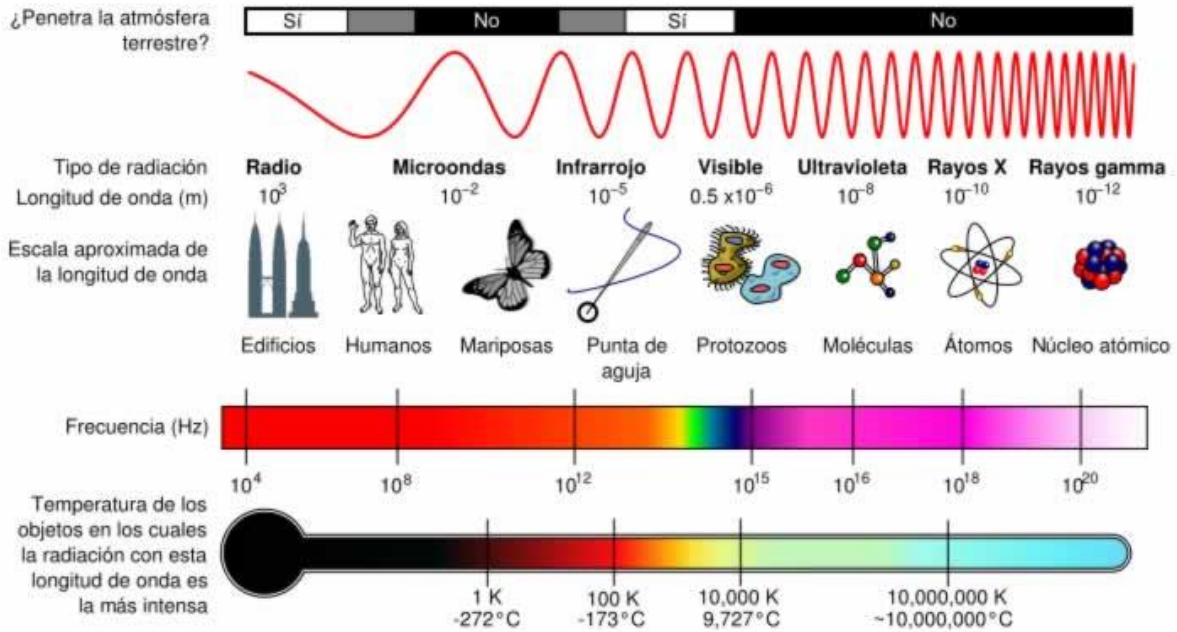 ¿Penetra la atmósfera
terrestre?
Sí
No
Sí
No
Tipo de radiación
Radio
Microondas
Infrarrojo
Visible
Ultravioleta
Rayos X
Rayos gamma
Longitud de onda (m)
10³
10⁻²
10⁻⁵
0.5 x10⁻⁶
10⁻⁸
10⁻¹⁰
10⁻¹²
Escala aproximada de
la longitud de onda
Edificios
Humanos
Mariposas
Punta de
aguja
Protozoos
Moléculas
Átomos
Núcleo atómico
Frecuencia (Hz)
10⁴
10⁸
10¹²
10¹⁵
10¹⁶
10¹⁸
10²⁰
Temperatura de los
objetos en los cuales
la radiación con esta
longitud de onda es
la más intensa
1 K
-272°C
100 K
-173°C
10,000 K
9,727°C
10,000,000 K
~10,000,000°C